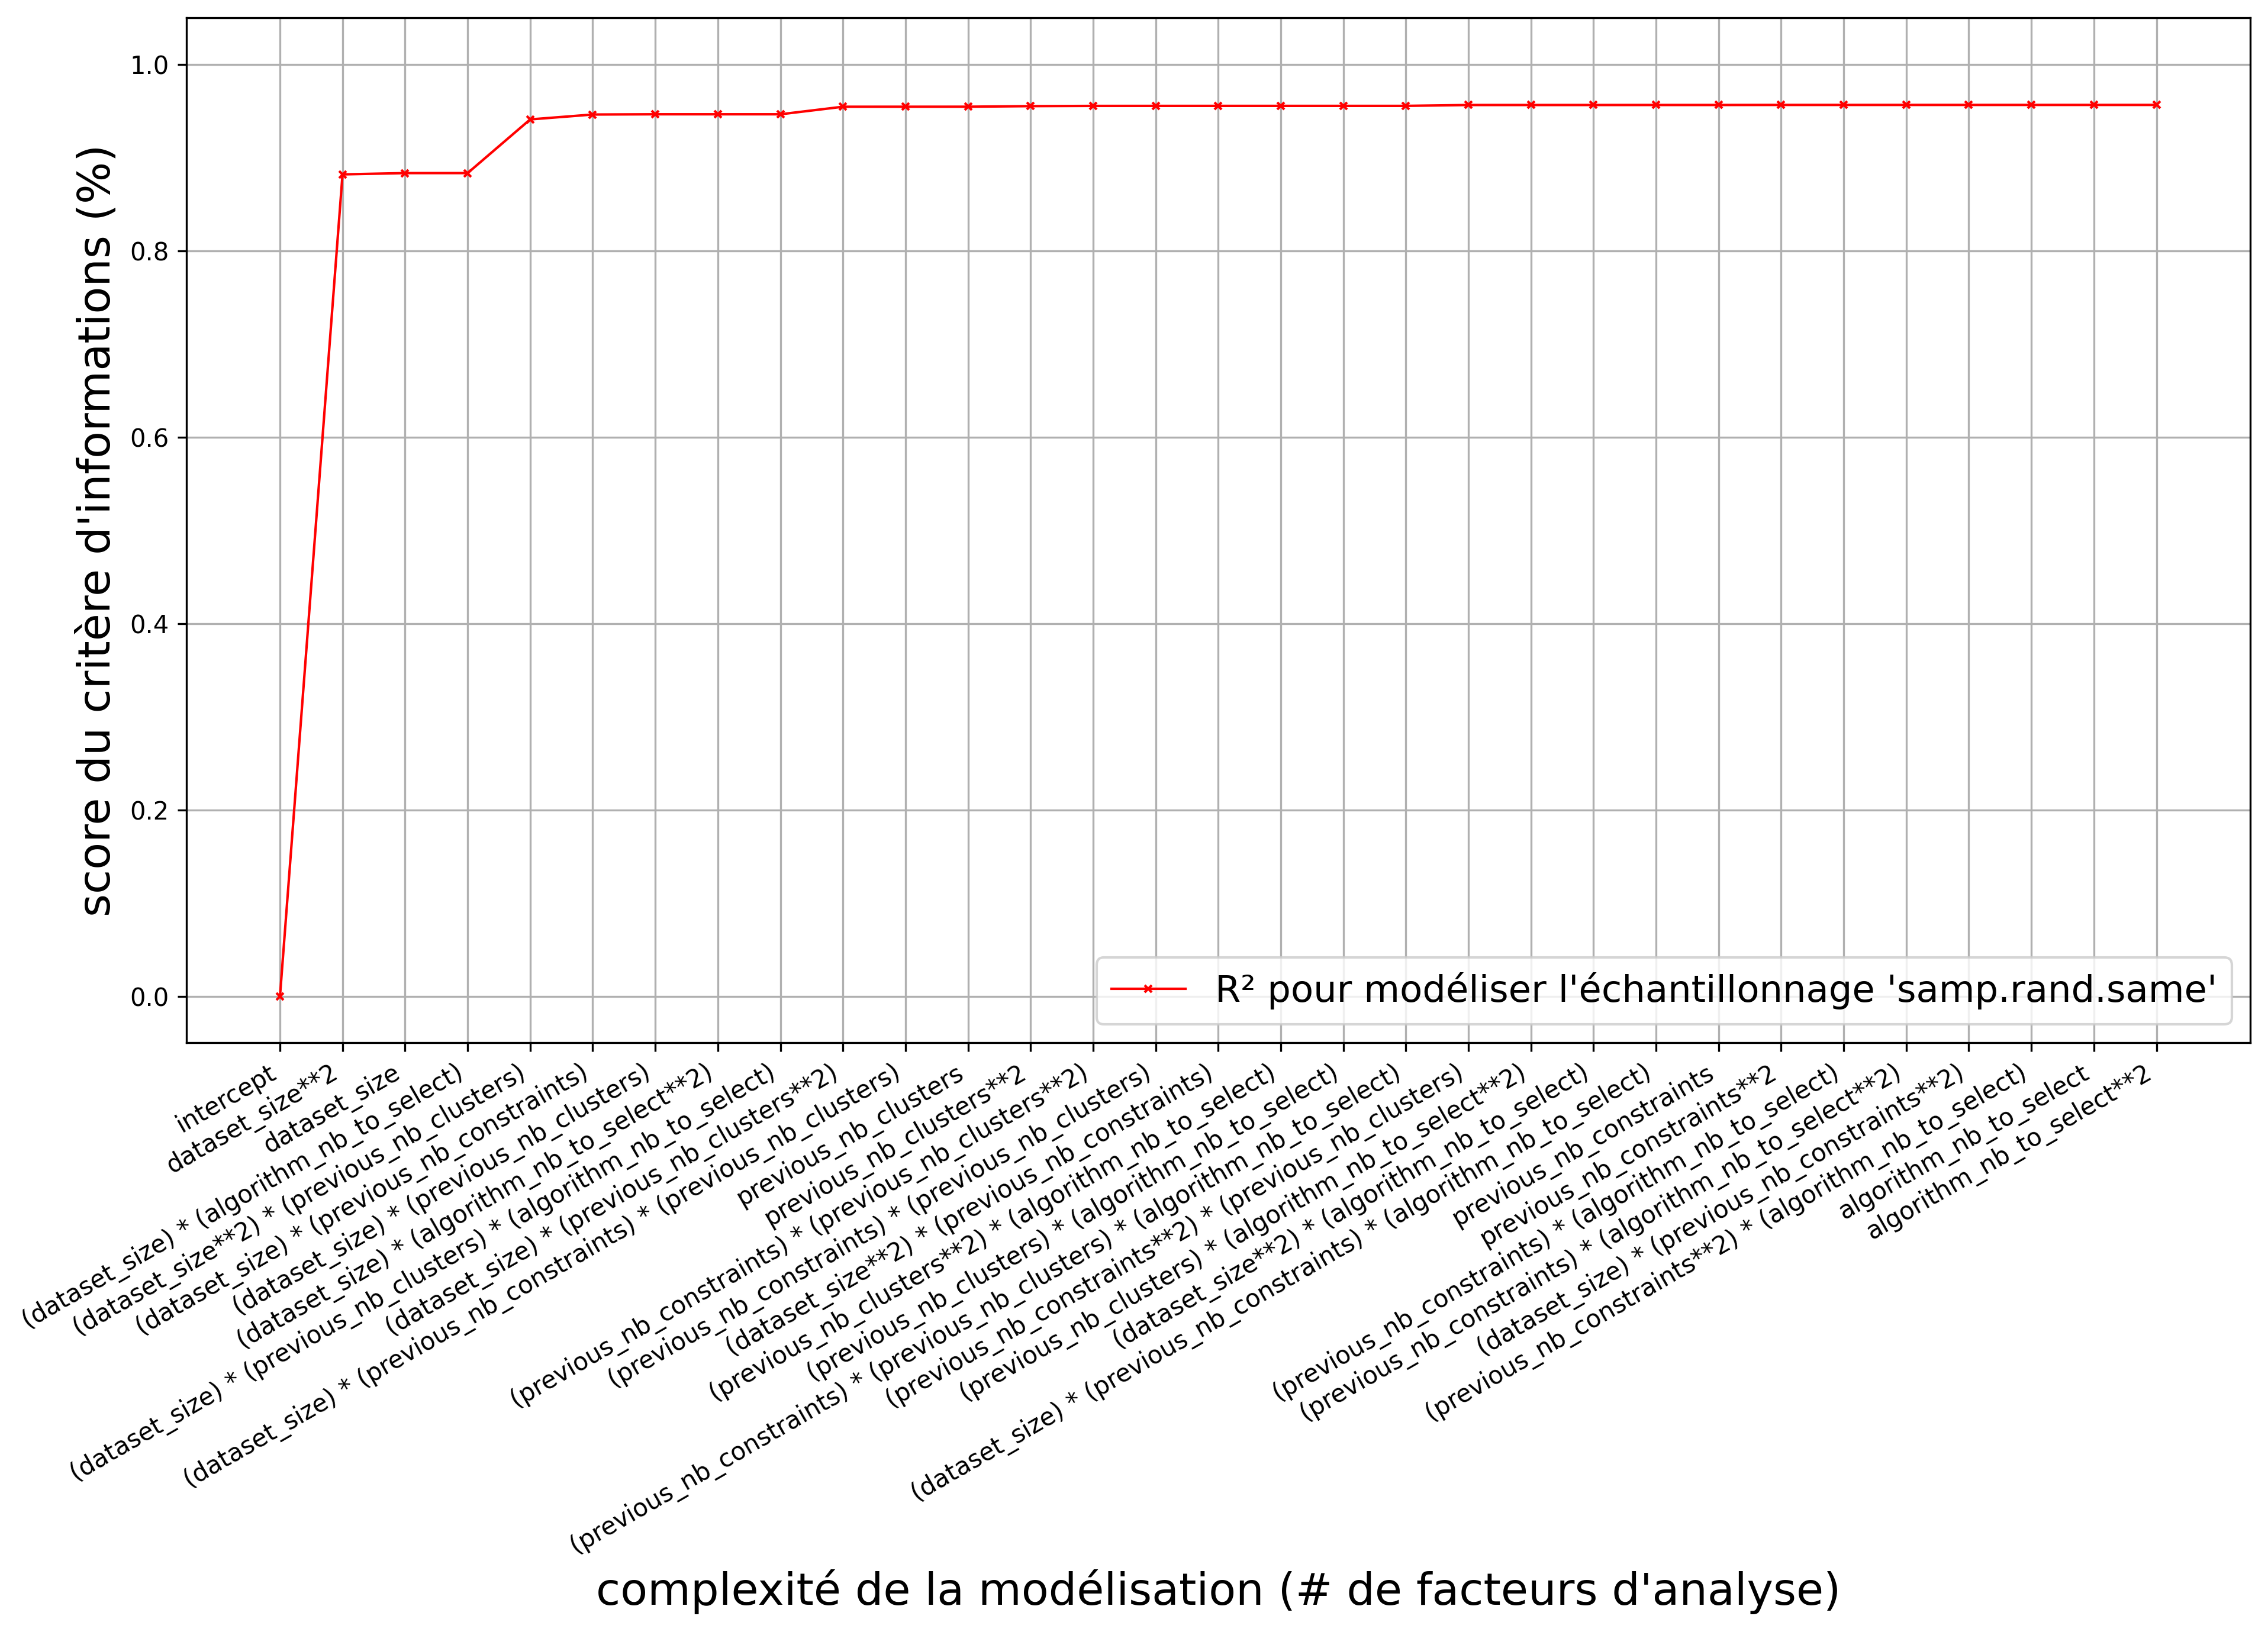 1.0
0.8
0.6
0.4
0.2
0.0
score du critère d'informations (%)
R² pour modéliser l'échantillonnage 'samp.rand.same'
intercept
dataset_size**2
dataset_size
(dataset_size) * (algorithm_nb_to_select)
(dataset_size**2) * (previous_nb_clusters)
(dataset_size) * (previous_nb_constraints)
(dataset_size) * (previous_nb_clusters)
(dataset_size) * (algorithm_nb_to_select**2)
(dataset_size) * (previous_nb_clusters) * (algorithm_nb_to_select)
(dataset_size) * (previous_nb_clusters**2)
(dataset_size) * (previous_nb_constraints) * (previous_nb_clusters)
previous_nb_clusters
previous_nb_clusters**2
(previous_nb_constraints) * (previous_nb_clusters**2)
(previous_nb_constraints) * (previous_nb_clusters)
(dataset_size**2) * (previous_nb_constraints)
(previous_nb_clusters**2) * (algorithm_nb_to_select)
(previous_nb_clusters) * (algorithm_nb_to_select)
(previous_nb_constraints) * (previous_nb_clusters) * (algorithm_nb_to_select)
(previous_nb_constraints**2) * (previous_nb_clusters)
(previous_nb_clusters) * (algorithm_nb_to_select**2)
(dataset_size**2) * (algorithm_nb_to_select)
(dataset_size) * (previous_nb_constraints) * (algorithm_nb_to_select)
previous_nb_constraints
previous_nb_constraints**2
(previous_nb_constraints) * (algorithm_nb_to_select)
(previous_nb_constraints) * (algorithm_nb_to_select**2)
(dataset_size) * (previous_nb_constraints**2)
(previous_nb_constraints**2) * (algorithm_nb_to_select)
algorithm_nb_to_select
algorithm_nb_to_select**2
complexité de la modélisation (# de facteurs d'analyse)